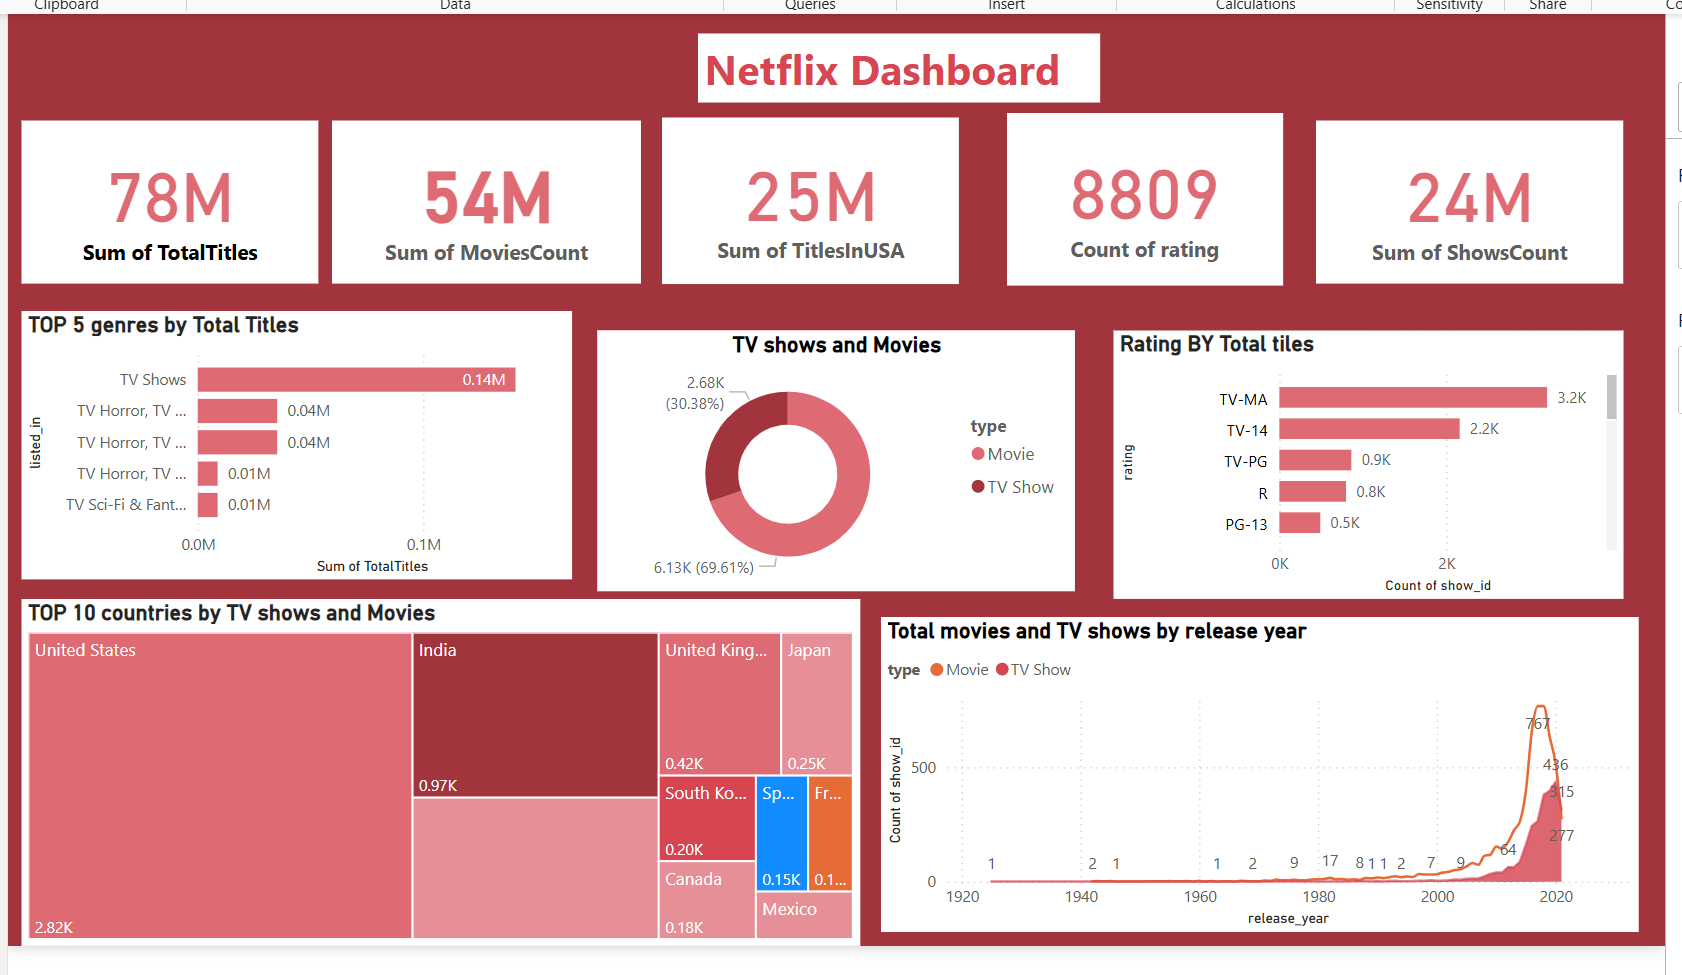 Clipboard
Data
Queries
Insert
Calculations
Sensitivity
Share
Netflix Dashboard
78M
Sum of TotalTitles
54M
Sum of MoviesCount
25M
Sum of TitlesInUSA
8809
Count of rating
24M
Sum of ShowsCount
TOP 5 genres by Total Titles
listed_in
TV Shows
0.14M
TV Horror, TV ...
0.04M
TV Horror, TV ...
0.04M
TV Horror, TV ...
0.01M
TV Sci-Fi & Fant...
0.01M
0.0M
0.1M
Sum of TotalTitles
TV shows and Movies
2.68K
(30.38%)
6.13K (69.61%)
type
Movie
TV Show
Rating BY Total tiles
rating
TV-MA
3.2K
TV-14
2.2K
TV-PG
0.9K
R
0.8K
PG-13
0.5K
0K
2K
Count of show_id
TOP 10 countries by TV shows and Movies
United States
2.82K
India
0.97K
United King...
0.42K
Japan
0.25K
South Ko...
0.20K
Sp...
0.15K
Fr...
0.1...
Canada
0.18K
Mexico
Total movies and TV shows by release year
type Movie TV Show
Count of show_id
500
0
1
2
1
1
2
9
17
8
1
1
2
7
9
64
767
436
315
277
1920
1940
1960
1980
2000
2020
release_year